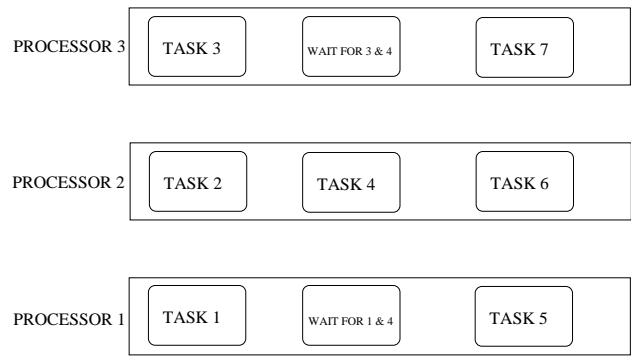 PROCESSOR 3 TASK 3 WAIT FOR 3 & 4 TASK 7
PROCESSOR 2 TASK 2 TASK 4 TASK 6
PROCESSOR 1 TASK 1 WAIT FOR 1 & 4 TASK 5